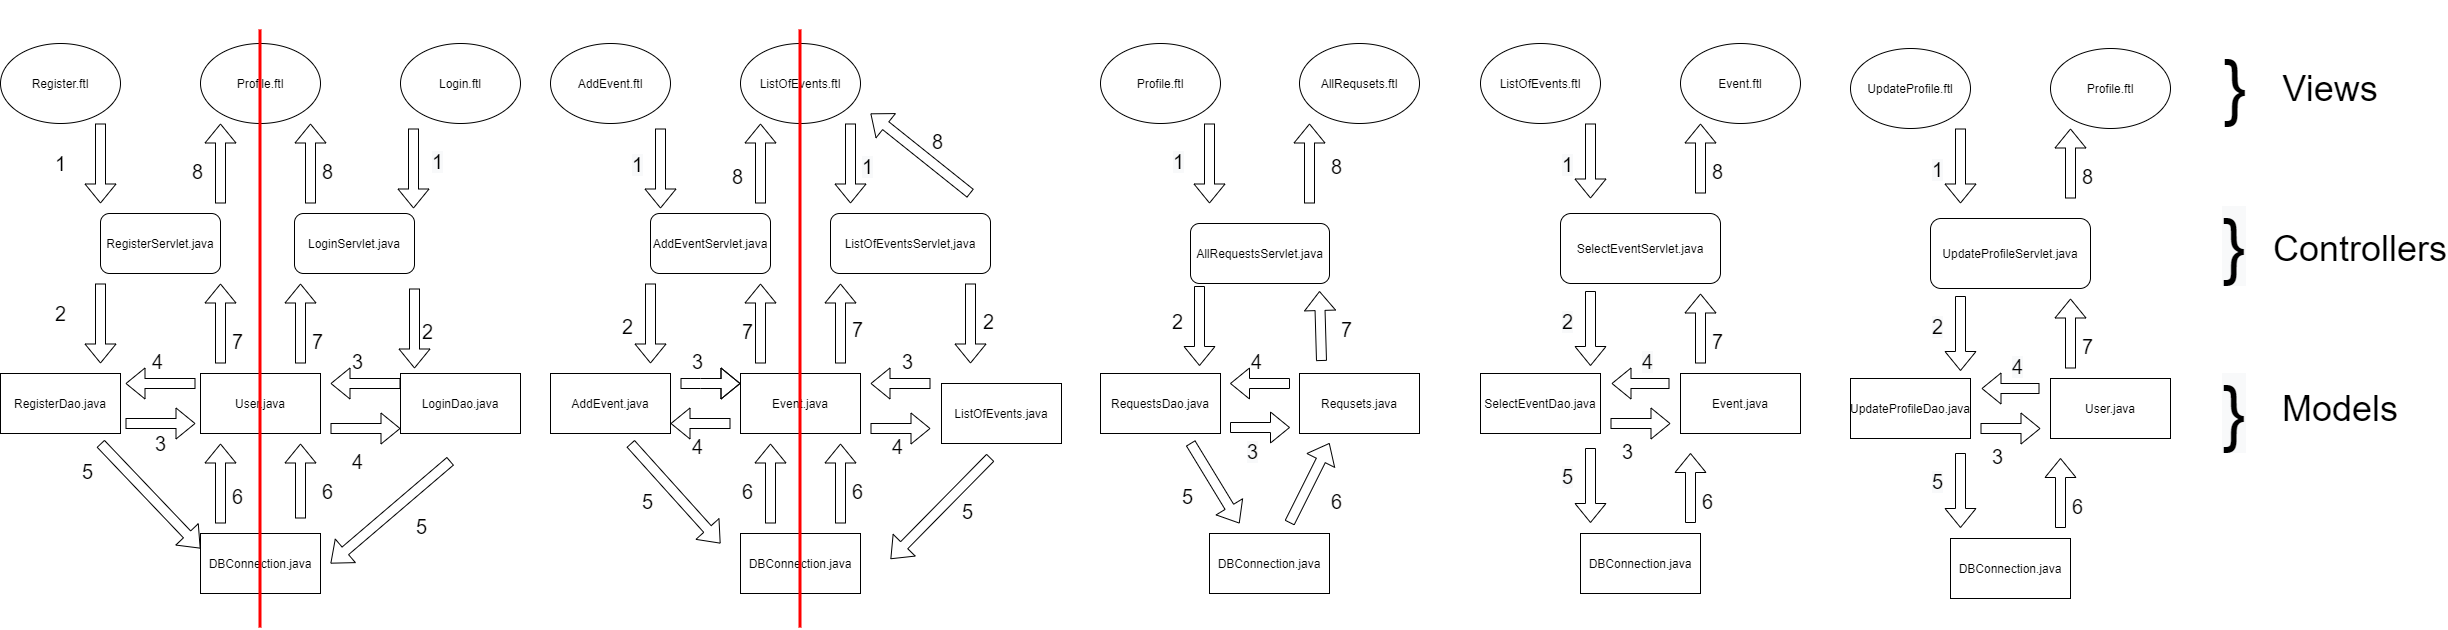 Register.ftl
Profile.ftl
Login.ftl
AddEvent.ftl
ListOfEvents.ftl
Profile.ftl
AllRequsets.ftl
ListOfEvents.ftl
Event.ftl
UpdateProfile.ftl
Profile.ftl
} Views
1
8
8
1
1
8
1
8
1
8
1
8
1
8
RegisterServlet.java
LoginServlet.java
AddEventServlet.java
ListOfEventsServlet.java
AllRequestsServlet.java
SelectEventServlet.java
UpdateProfileServlet.java
} Controllers
2
7
7
2
2
7
7
2
2
7
2
7
2
7
4
3
3
3
4
4
4
RegisterDao.java
User.java
LoginDao.java
AddEvent.java
Event.java
ListOfEvents.java
RequestsDao.java
Requsets.java
SelectEventDao.java
Event.java
UpdateProfileDao.java
User.java
} Models
3
4
4
4
3
3
3
5
6
6
5
5
6
6
5
5
6
5
6
5
6
DBConnection.java
DBConnection.java
DBConnection.java
DBConnection.java
DBConnection.java